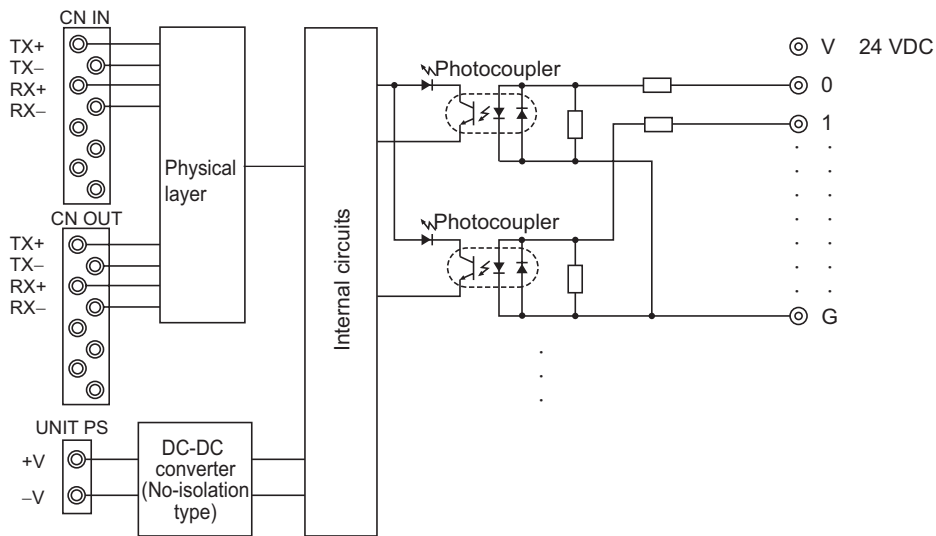 CN IN
TX+
TX−
RX+
RX−
Physical
layer
CN OUT
TX+
TX−
RX+
RX−
UNIT PS
+V
−V
DC-DC
converter
(No-isolation
type)
Internal circuits
Photocoupler
Photocoupler
V 24 VDC
0
1
G